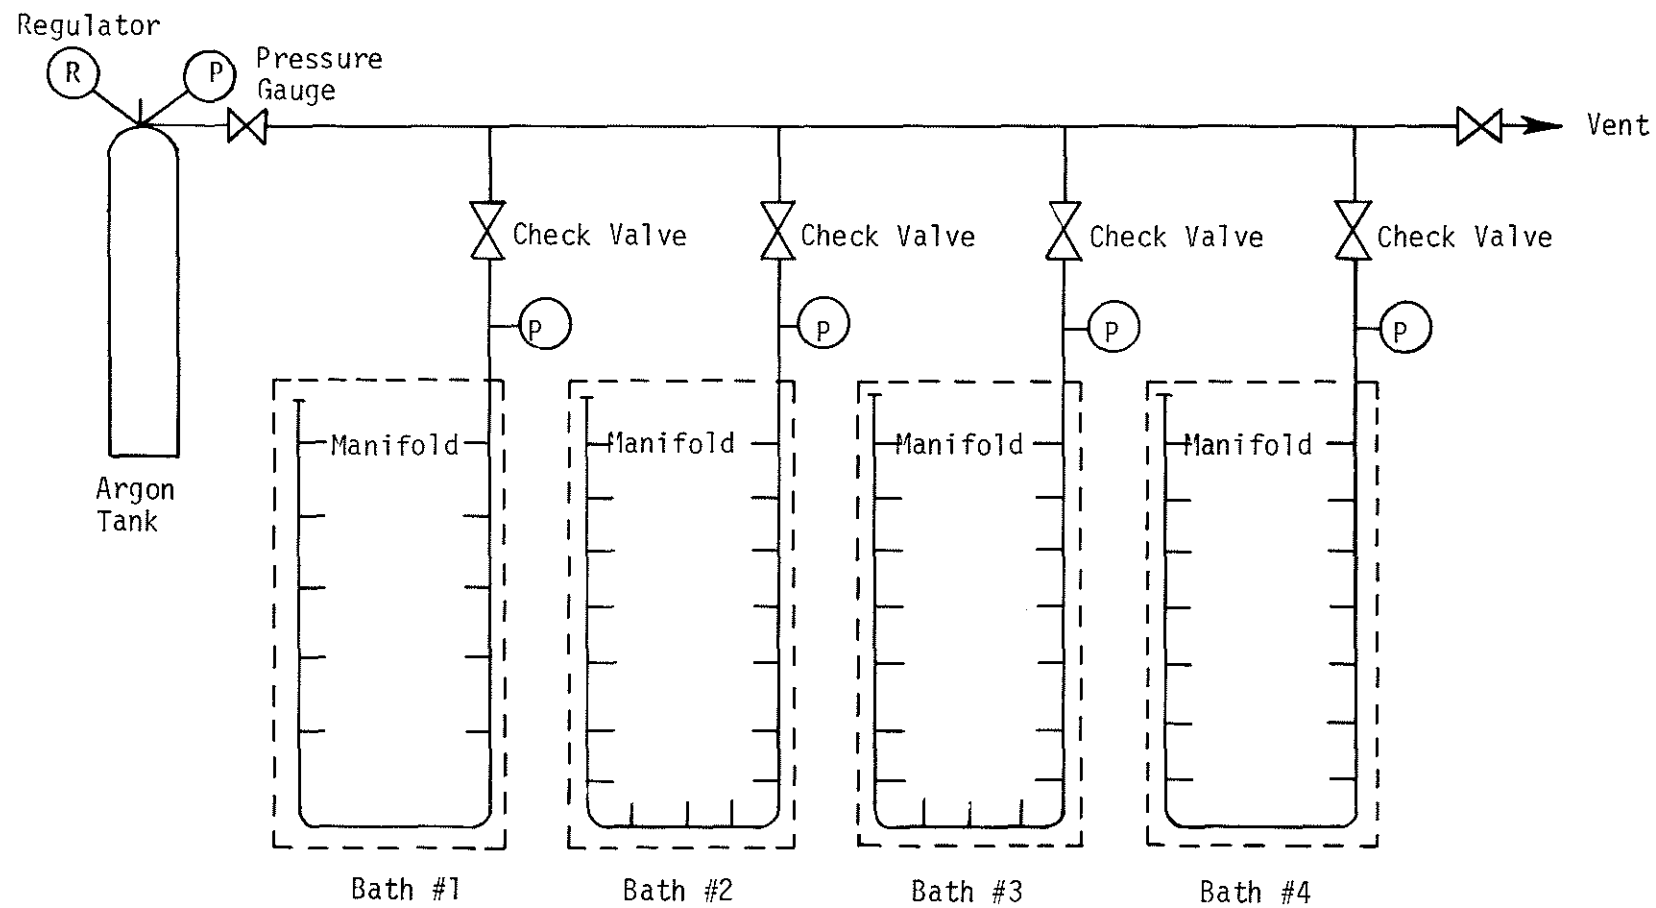 Regulator
R
P
Pressure
Gauge
Vent
Check Valve
Check Valve
Check Valve
Check Valve
P
P
P
P
Manifold
Manifold
Manifold
Manifold
Argon
Tank
Bath #1
Bath #2
Bath #3
Bath #4